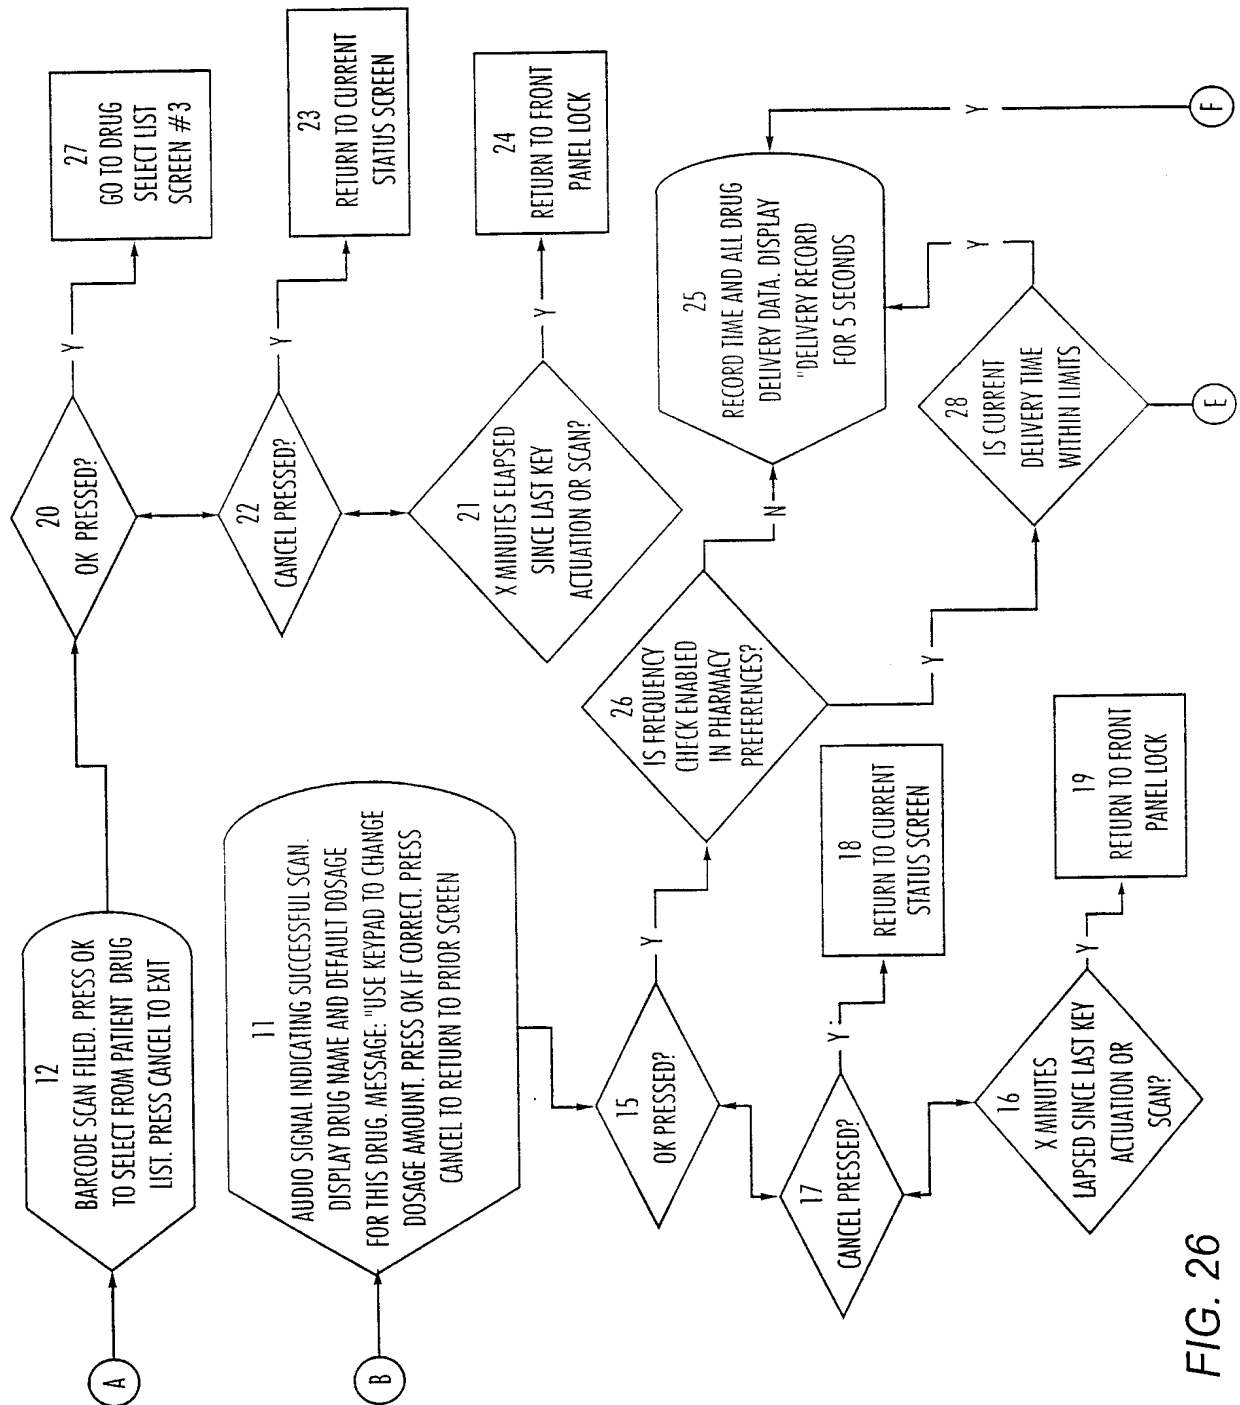 A
12
BARCODE SCAN FILED. PRESS OK
TO SELECT FROM PATIENT DRUG
LIST. PRESS CANCEL TO EXIT
20
OK PRESSED?
Y
27
GO TO DRUG
SELECT LIST
SCREEN #3
22
CANCEL PRESSED?
Y
23
RETURN TO CURRENT
STATUS SCREEN
21
X MINUTES ELAPSED
SINCE LAST KEY
ACTUATION OR SCAN?
Y
24
RETURN TO FRONT
PANEL LOCK
B
11
AUDIO SIGNAL INDICATING SUCCESSFUL SCAN.
DISPLAY DRUG NAME AND DEFAULT DOSAGE
FOR THIS DRUG. MESSAGE: "USE KEYPAD TO CHANGE
DOSAGE AMOUNT. PRESS OK IF CORRECT. PRESS
CANCEL TO RETURN TO PRIOR SCREEN
15
OK PRESSED?
Y
26
IS FREQUENCY
CHECK ENABLED
IN PHARMACY
PREFERENCES?
N
25
RECORD TIME AND ALL DRUG
DELIVERY DATA. DISPLAY
"DELIVERY RECORD
FOR 5 SECONDS
Y
F
Y
28
IS CURRENT
DELIVERY TIME
WITHIN LIMITS
Y
E
17
CANCEL PRESSED?
Y
18
RETURN TO CURRENT
STATUS SCREEN
16
X MINUTES
LAPSED SINCE LAST KEY
ACTUATION OR
SCAN?
Y
19
RETURN TO FRONT
PANEL LOCK
FIG. 26